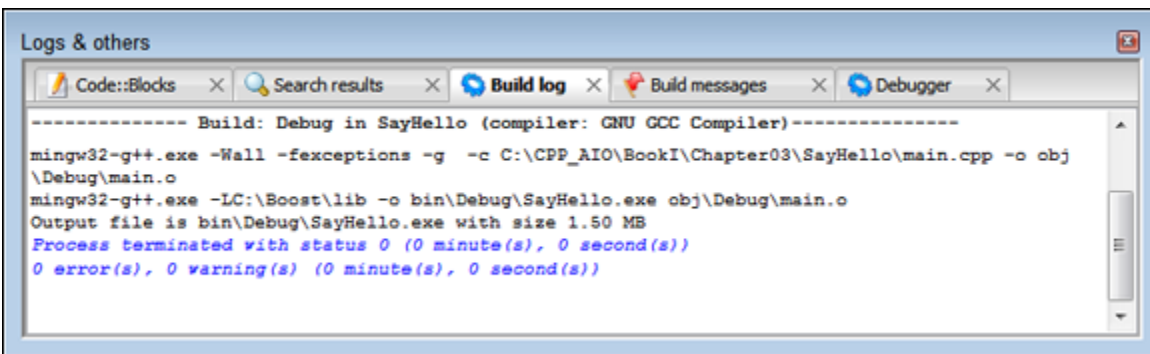 Logs & others
Code::Blocks Search results Build log Build messages Debugger
-------------- Build: Debug in SayHello (compiler: GNU GCC Compiler)---------------
mingw32-g++.exe -Wall -fexceptions -g  -c C:\CPP_AIO\BookI\Chapter03\SayHello\main.cpp -o obj
\Debug\main.o
mingw32-g++.exe -LC:\Boost\lib -o bin\Debug\SayHello.exe obj\Debug\main.o
Output file is bin\Debug\SayHello.exe with size 1.50 MB
Process terminated with status 0 (0 minute(s), 0 second(s))
0 error(s), 0 warning(s) (0 minute(s), 0 second(s))